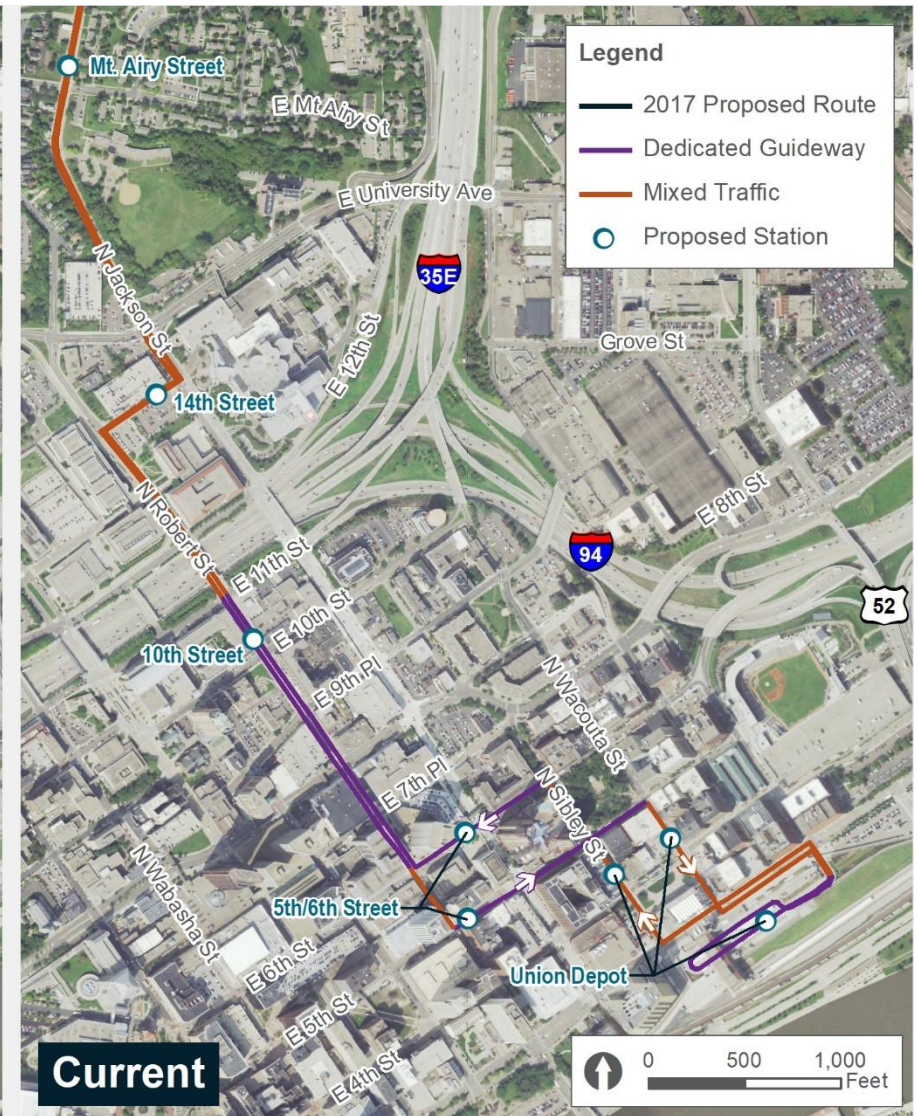 Legend
2017 Proposed Route
Dedicated Guideway
Mixed Traffic
Proposed Station
Mt. Airy Street
E Mt Airy St
E University Ave
35E
N Jackson St
E 12th St
Grove St
14th Street
E 8th St
N Robert St
94
E 11th St
52
10th Street
E 10th St
E 9th Pl
N Wacouta St
E 7th Pl
N Sibley St
N Wabasha St
5th/6th Street
E 6th St
Union Depot
E 5th St
E 4th St
Current
0 500 1,000
Feet